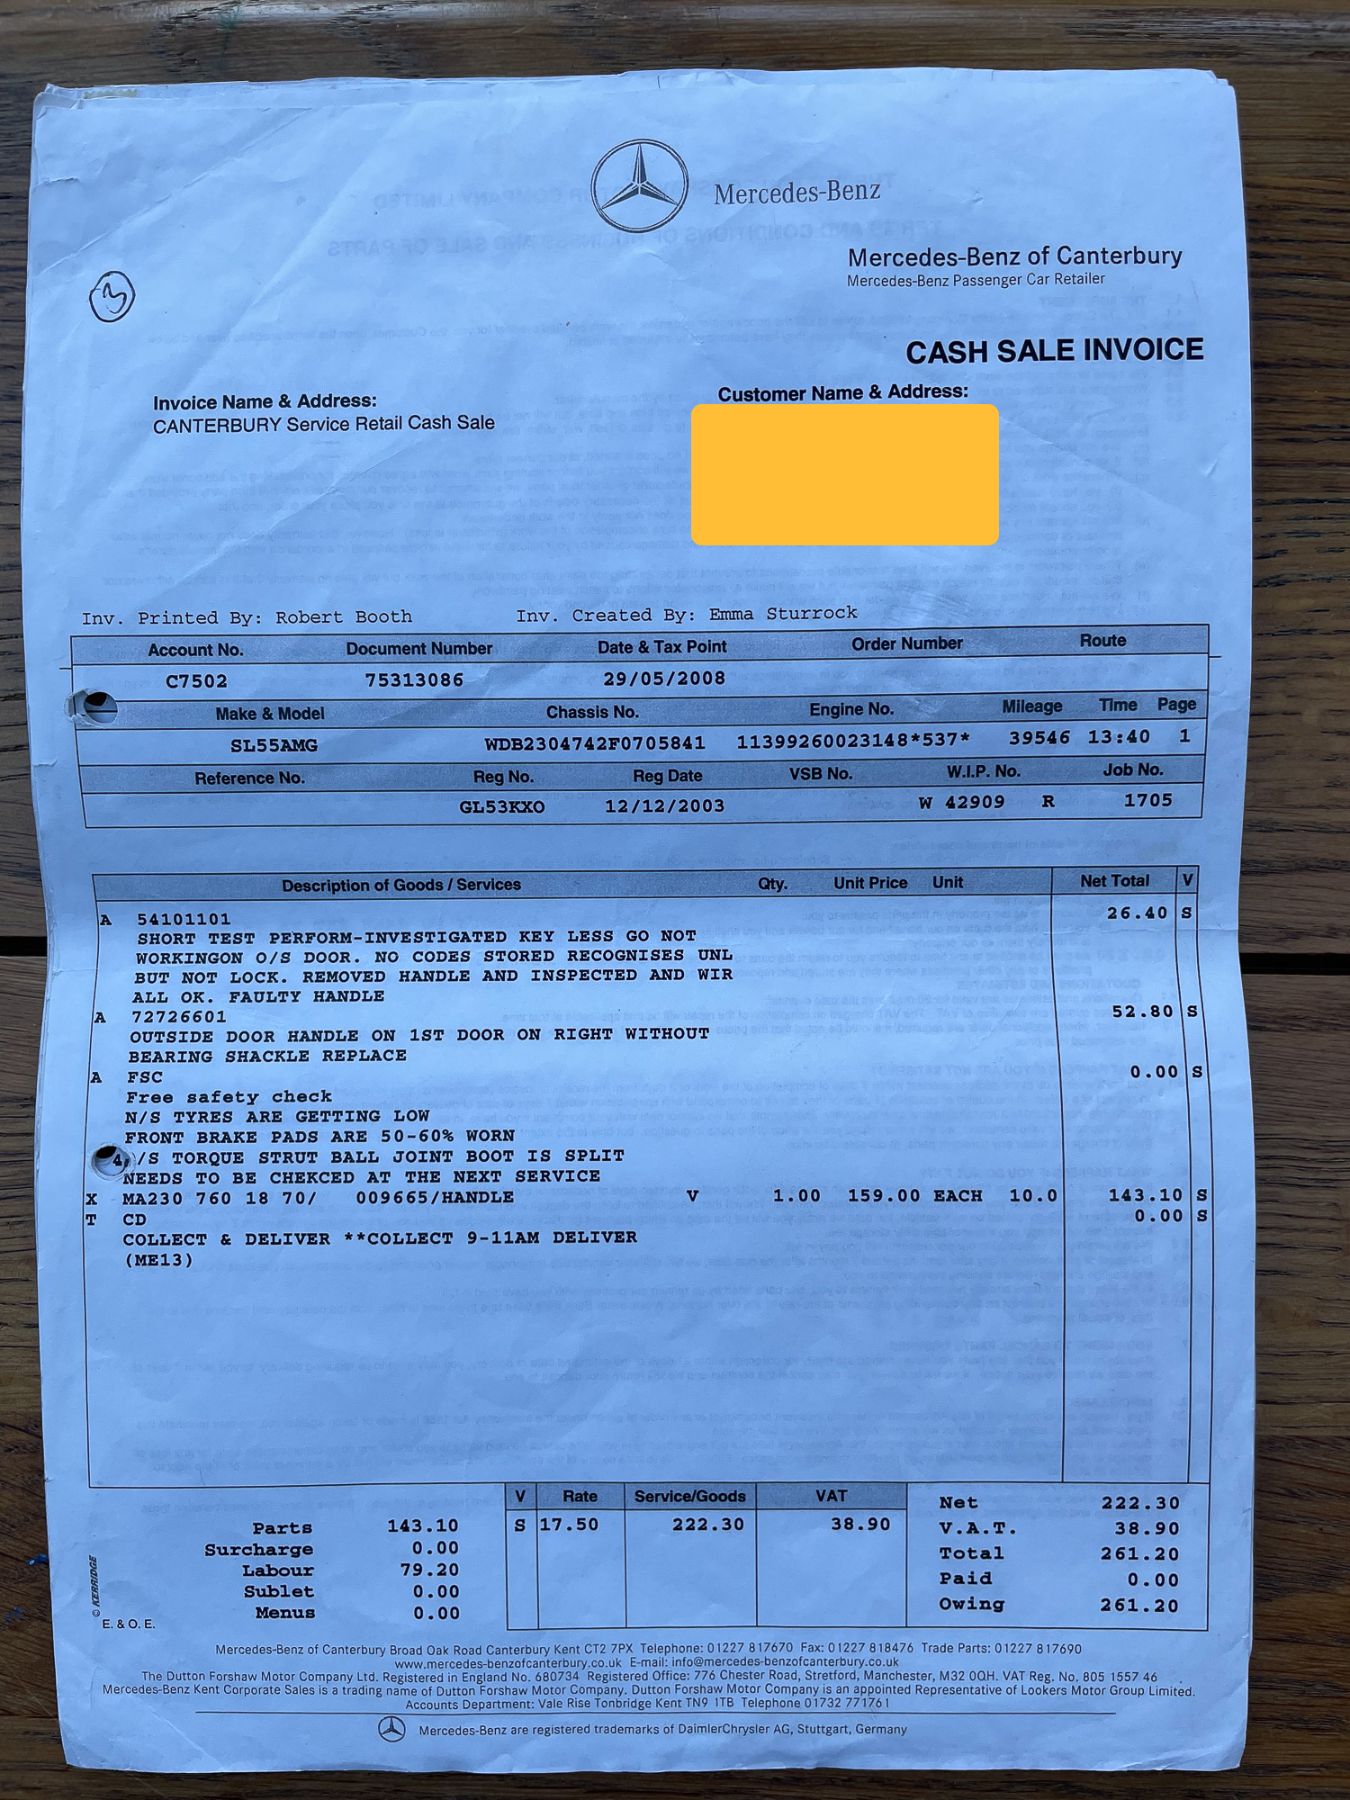 Mercedes-Benz
Mercedes-Benz of Canterbury
Mercedes-Benz Passenger Car Retailer
3
CASH SALE INVOICE
Invoice Name & Address:
CANTERBURY Service Retail Cash Sale
Customer Name & Address:
Inv. Printed By: Robert Booth Inv. Created By: Emma Sturrock
Account No. Document Number Date & Tax Point Order Number Route
C7502 75313086 29/05/2008
Make & Model Chassis No. Engine No. Mileage Time Page
SL55AMG WDB2304742F0705841 11399260023148*537* 39546 13:40 1
Reference No. Reg No. Reg Date VSB No. W.I.P. No. Job No.
GL53KXO 12/12/2003 W 42909 R 1705
Description of Goods / Services Qty. Unit Price Unit Net Total V
A 54101101 26.40 S
SHORT TEST PERFORM-INVESTIGATED KEY LESS GO NOT
WORKINGON O/S DOOR. NO CODES STORED RECOGNISES UNL
BUT NOT LOCK. REMOVED HANDLE AND INSPECTED AND WIR
ALL OK. FAULTY HANDLE
A 72726601 52.80 S
OUTSIDE DOOR HANDLE ON 1ST DOOR ON RIGHT WITHOUT
BEARING SHACKLE REPLACE
A FSC 0.00 S
Free safety check
N/S TYRES ARE GETTING LOW
FRONT BRAKE PADS ARE 50-60% WORN
/S TORQUE STRUT BALL JOINT BOOT IS SPLIT
NEEDS TO BE CHEKCED AT THE NEXT SERVICE
X MA230 760 18 70/ 009665/HANDLE V 1.00 159.00 EACH 10.0 143.10 S
T CD 0.00 S
COLLECT & DELIVER **COLLECT 9-11AM DELIVER
(ME13)
V Rate Service/Goods VAT
S 17.50 222.30 38.90
Parts 143.10
Surcharge 0.00
Labour 79.20
Sublet 0.00
Menus 0.00
Net 222.30
V.A.T. 38.90
Total 261.20
Paid 0.00
Owing 261.20
© KERRIDGE
E. & O. E.
Mercedes-Benz of Canterbury Broad Oak Road Canterbury Kent CT2 7PX Telephone: 01227 817670 Fax: 01227 818476 Trade Parts: 01227 817690
www.mercedes-benzofcanterbury.co.uk E-mail: info@mercedes-benzofcanterbury.co.uk
The Dutton Forshaw Motor Company Ltd. Registered in England No. 680734 Registered Office: 776 Chester Road, Stretford, Manchester, M32 0QH. VAT Reg. No. 805 1557 46
Mercedes-Benz Kent Corporate Sales is a trading name of Dutton Forshaw Motor Company. Dutton Forshaw Motor Company is an appointed Representative of Lookers Motor Group Limited.
Accounts Department: Vale Rise Tonbridge Kent TN9 1TB Telephone 01732 771761
Mercedes-Benz are registered trademarks of DaimlerChrysler AG, Stuttgart, Germany